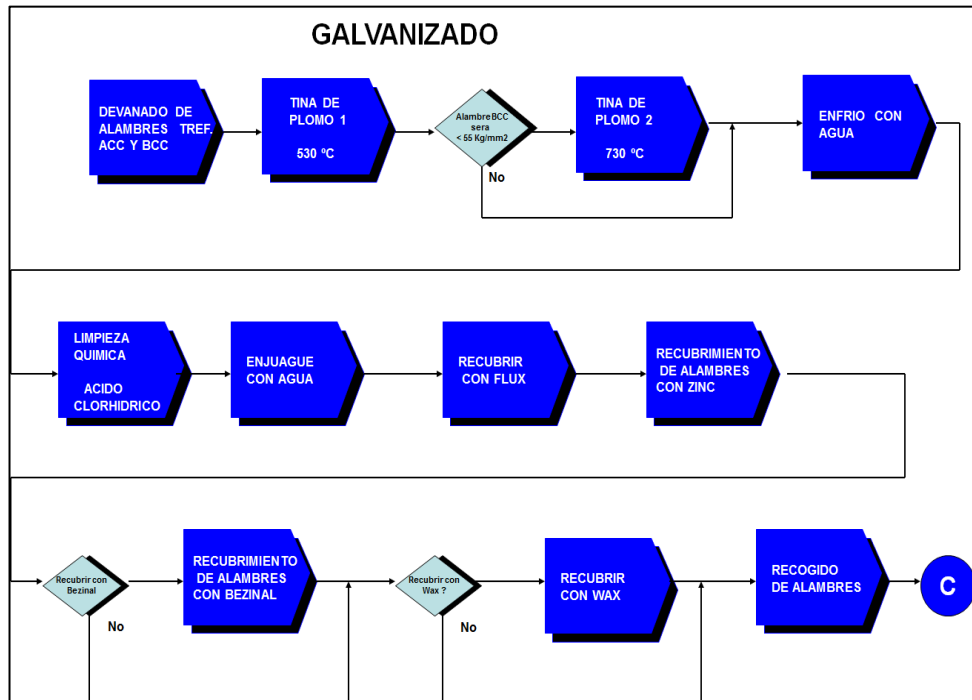 GALVANIZADO
DEVANADO DE
ALAMBRES TREF.
ACC Y BCC
TINA DE
PLOMO 1
530 ºC
Alambre BCC
sera
< 55 Kg/mm2
No
TINA DE
PLOMO 2
730 ºC
ENFRIO CON
AGUA
LIMPIEZA
QUIMICA
ACIDO
CLORHIDRICO
ENJUAGUE
CON AGUA
RECUBRIR
CON FLUX
RECUBRIMIENTO
DE ALAMBRES
CON ZINC
Recubrir con
Bezinal
No
RECUBRIMIENTO
DE ALAMBRES
CON BEZINAL
Recubrir con
Wax ?
No
RECUBRIR
CON WAX
RECOGIDO
DE ALAMBRES
C